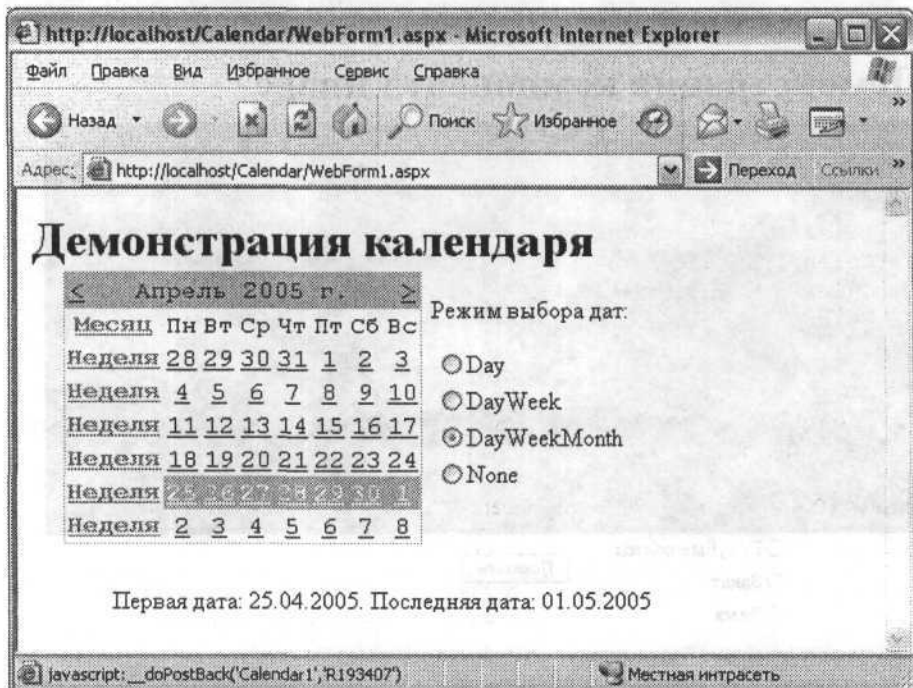 http://localhost/Calendar/WebForm1.aspx - Microsoft Internet Explorer
Файл Правка Вид Избранное Сервис Справка
Назад Поиск Избранное
Адрес: http://localhost/Calendar/WebForm1.aspx Переход Ссылки
Демонстрация календаря
< Апрель 2005 г. >
Месяц Пн Вт Ср Чт Пт Сб Вс
Неделя 28 29 30 31 1 2 3
Неделя 4 5 6 7 8 9 10
Неделя 11 12 13 14 15 16 17
Неделя 18 19 20 21 22 23 24
Неделя 25 26 27 28 29 30 1
Неделя 2 3 4 5 6 7 8
Режим выбора дат:
Day
DayWeek
DayWeekMonth
None
Первая дата: 25.04.2005. Последняя дата: 01.05.2005
javascript:__doPostBack('Calendar1','R193407') Местная интрасеть